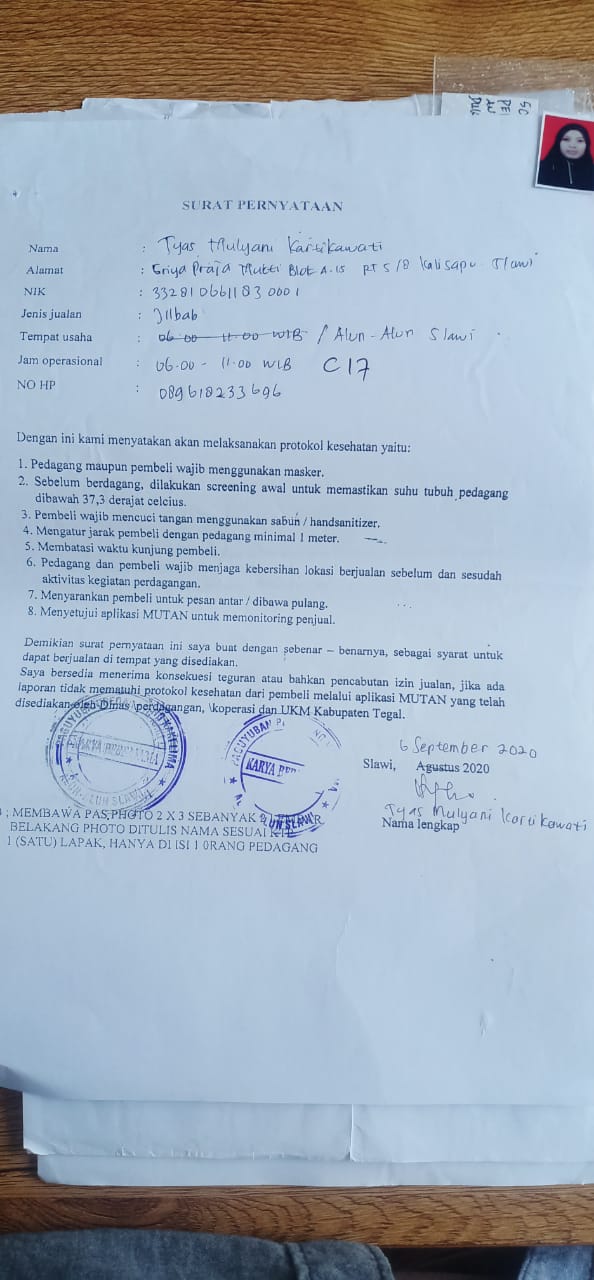 SURAT PERNYATAAN
Nama : Tyas Mulyani Kartikawati
Alamat : Griya Praja Mukti Blok A.15 RT 5/8 Kalisapu Slawi
NIK : 3328106611830001
Jenis jualan : Jilbab
Tempat usaha : 06.00 - 11.00 WIB / Alun-Alun Slawi
Jam operasional : 06.00 - 11.00 WIB C17
NO HP : 089618233696
Dengan ini kami menyatakan akan melaksanakan protokol kesehatan yaitu:
1. Pedagang maupun pembeli wajib menggunakan masker.
2. Sebelum berdagang, dilakukan screening awal untuk memastikan suhu tubuh pedagang
dibawah 37,3 derajat celcius.
3. Pembeli wajib mencuci tangan menggunakan sabun / handsanitizer.
4. Mengatur jarak pembeli dengan pedagang minimal 1 meter.
5. Membatasi waktu kunjung pembeli.
6. Pedagang dan pembeli wajib menjaga kebersihan lokasi berjualan sebelum dan sesudah
aktivitas kegiatan perdagangan.
7. Menyarankan pembeli untuk pesan antar / dibawa pulang.
8. Menyetujui aplikasi MUTAN untuk memonitoring penjual.
Demikian surat pernyataan ini saya buat dengan sebenar – benarnya, sebagai syarat untuk
dapat berjualan di tempat yang disediakan.
Saya bersedia menerima konsekuesi teguran atau bahkan pencabutan izin jualan, jika ada
laporan tidak mematuhi protokol kesehatan dari pembeli melalui aplikasi MUTAN yang telah
disediakan oleh Dinas \perdagangan, \koperasi dan UKM Kabupaten Tegal.
6 September 2020
Slawi, Agustus 2020
Tyas Mulyani Kartikawati
Nama lengkap
; MEMBAWA PAS PHOTO 2 X 3 SEBANYAK
BELAKANG PHOTO DITULIS NAMA SESUAI KTP
1 (SATU) LAPAK, HANYA DI ISI 1 0RANG PEDAGANG
PAGUYUBAN
KAKI LIMA
KARYA BERSAMA
ALUN ALUN SLAWI
PAGUYUBAN
KARYA
SLAWI